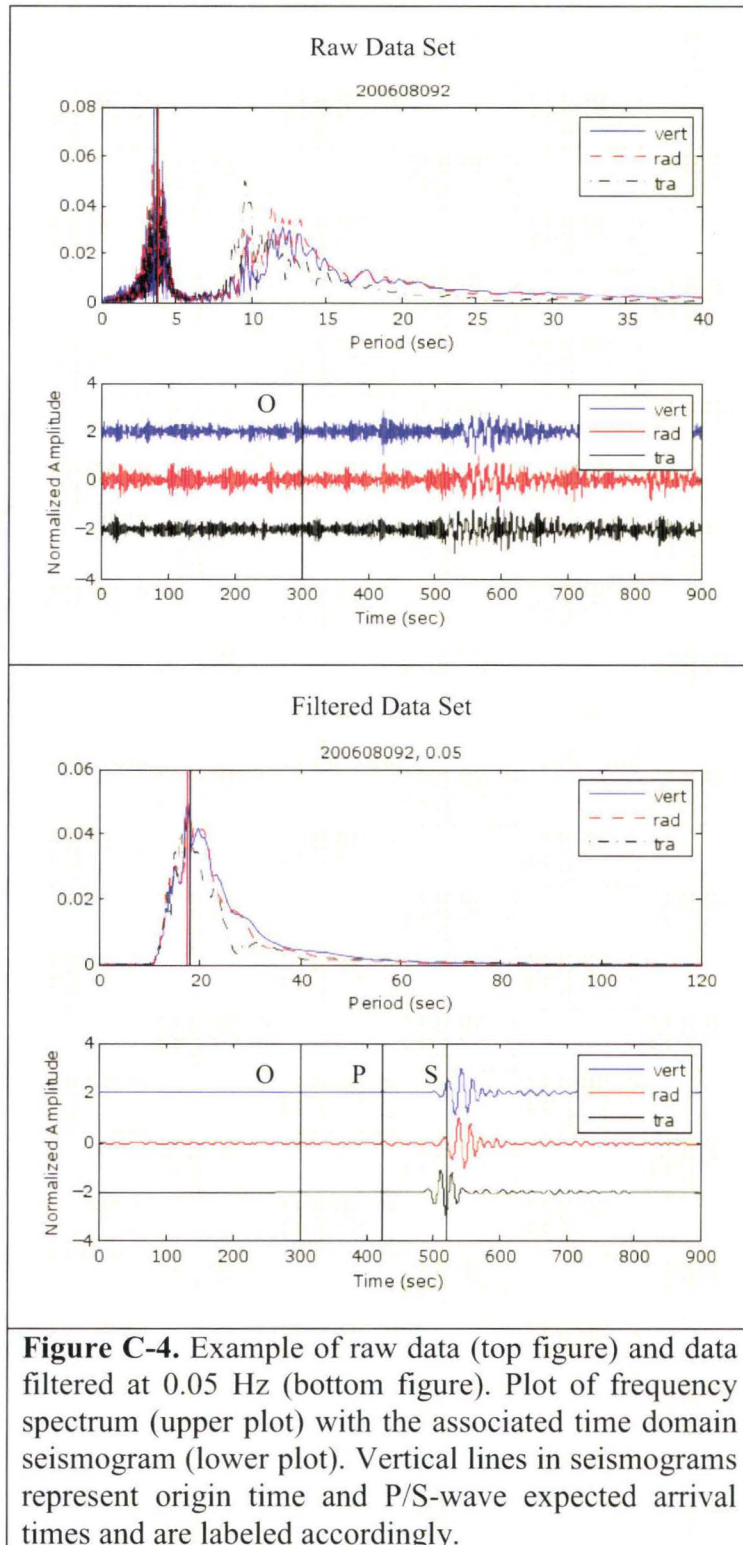 Raw Data Set
200608092
0.08
0.06
0.04
0.02
0
vert
rad
tra
0 5 10 15 20 25 30 35 40
Period (sec)
Normalized Amplitude
4
2
0
−2
−4
O
vert
rad
tra
0 100 200 300 400 500 600 700 800 900
Time (sec)
Filtered Data Set
200608092, 0.05
0.06
0.04
0.02
0
vert
rad
tra
0 20 40 60 80 100 120
Period (sec)
Normalized Amplitude
4
2
0
−2
−4
O P S
vert
rad
tra
0 100 200 300 400 500 600 700 800 900
Time (sec)
Figure C-4. Example of raw data (top figure) and data
filtered at 0.05 Hz (bottom figure). Plot of frequency
spectrum (upper plot) with the associated time domain
seismogram (lower plot). Vertical lines in seismograms
represent origin time and P/S-wave expected arrival
times and are labeled accordingly.